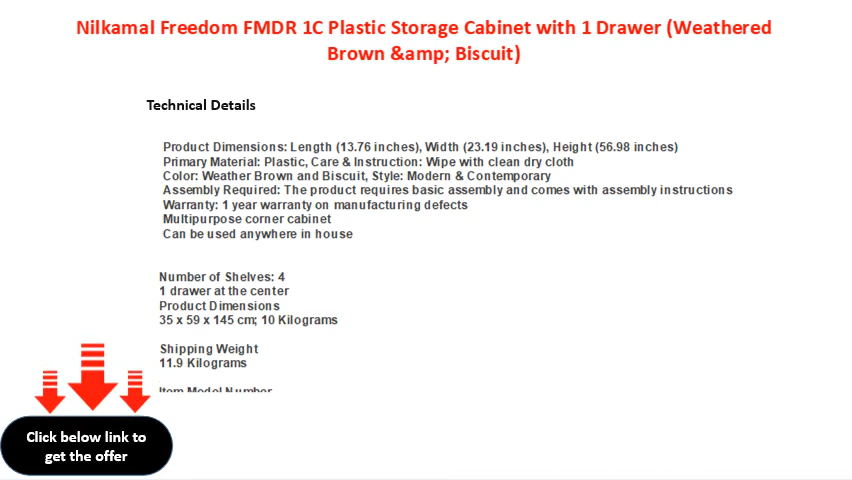 Nilkamal Freedom FMDR 1C Plastic Storage Cabinet with 1 Drawer (Weathered
Brown &amp; Biscuit)
Technical Details
Product Dimensions: Length (13.76 inches), Width (23.19 inches), Height (56.98 inches)
Primary Material: Plastic, Care & Instruction: Wipe with clean dry cloth
Color: Weather Brown and Biscuit, Style: Modern & Contemporary
Assembly Required: The product requires basic assembly and comes with assembly instructions
Warranty: 1 year warranty on manufacturing defects
Multipurpose corner cabinet
Can be used anywhere in house
Number of Shelves: 4
1 drawer at the center
Product Dimensions
35 x 59 x 145 cm; 10 Kilograms
Shipping Weight
11.9 Kilograms
Item Model Number
Click below link to
get the offer